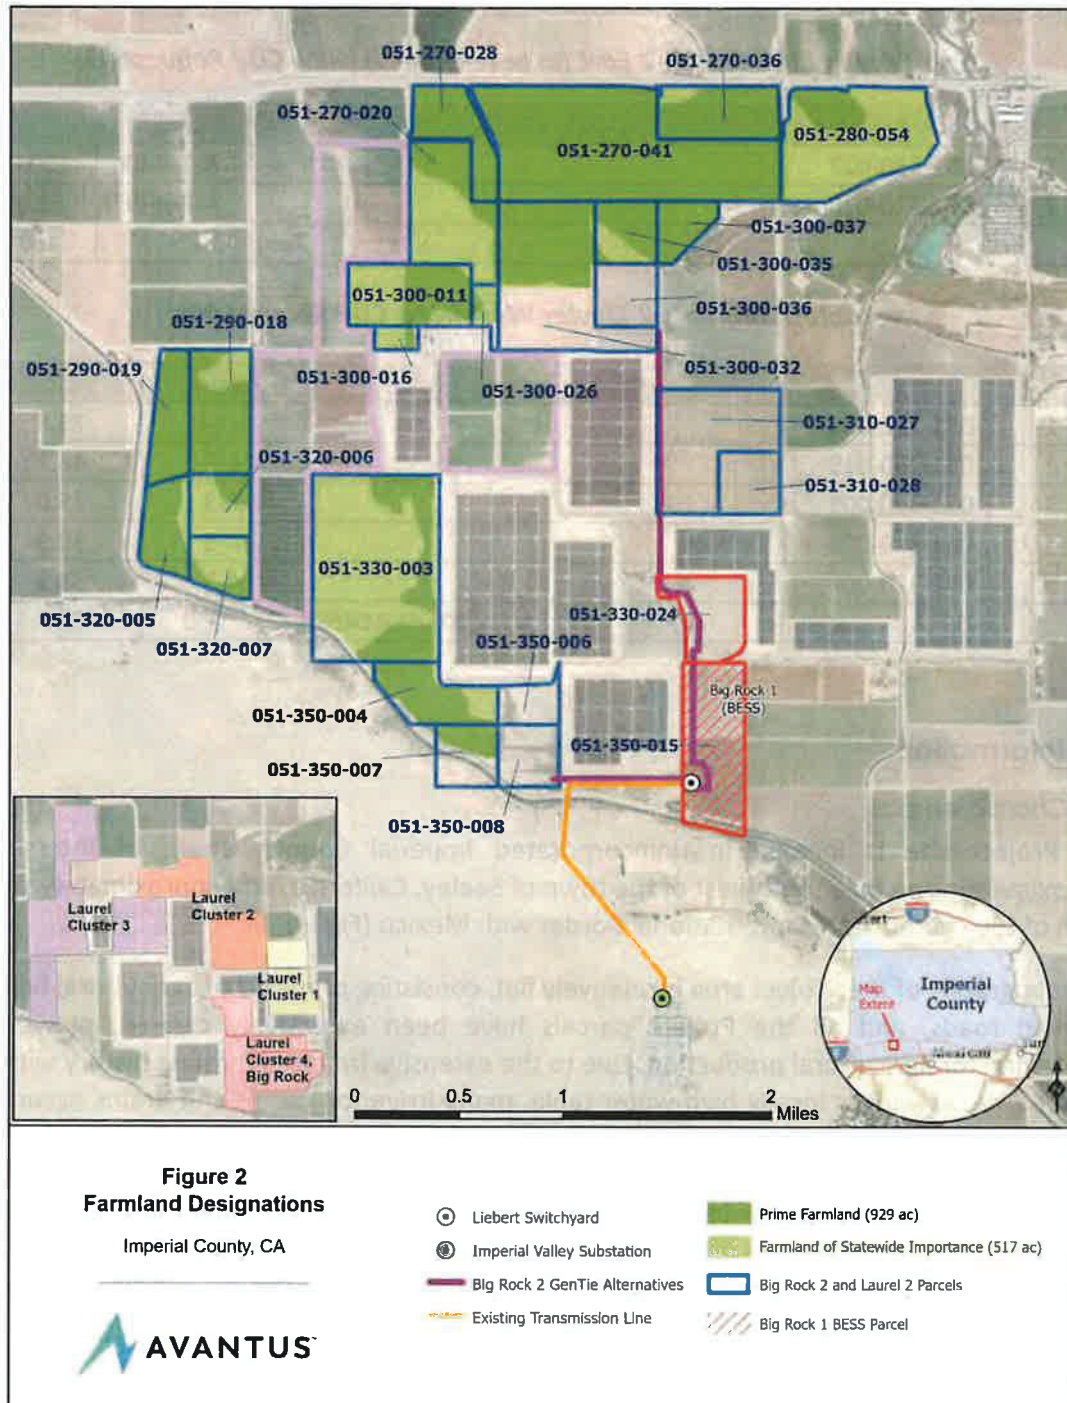 051-270-028
051-270-036
051-270-020
051-280-054
051-270-041
051-300-037
051-300-035
051-300-011
051-300-036
051-290-018
051-290-019
051-300-016
051-300-026
051-300-032
051-310-027
051-320-006
051-310-028
051-330-003
051-330-024
051-320-005
051-320-007
051-350-006
Big Rock 1
(BESS)
051-350-004
051-350-015
051-350-007
051-350-008
Laurel
Cluster 3
Laurel
Cluster 2
Laurel
Cluster 1
Laurel
Cluster 4,
Big Rock
Map
Extent
Imperial
County
Mexicali
0 0.5 1 2
Miles
Figure 2
Farmland Designations
Imperial County, CA
AVANTUS
Liebert Switchyard
Imperial Valley Substation
Big Rock 2 GenTie Alternatives
Existing Transmission Line
Prime Farmland (929 ac)
Farmland of Statewide Importance (517 ac)
Big Rock 2 and Laurel 2 Parcels
Big Rock 1 BESS Parcel